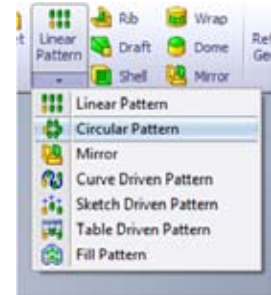 Linear Pattern
Rib
Wrap
Draft
Dome
Shell
Mirror
Linear Pattern
Circular Pattern
Mirror
Curve Driven Pattern
Sketch Driven Pattern
Table Driven Pattern
Fill Pattern